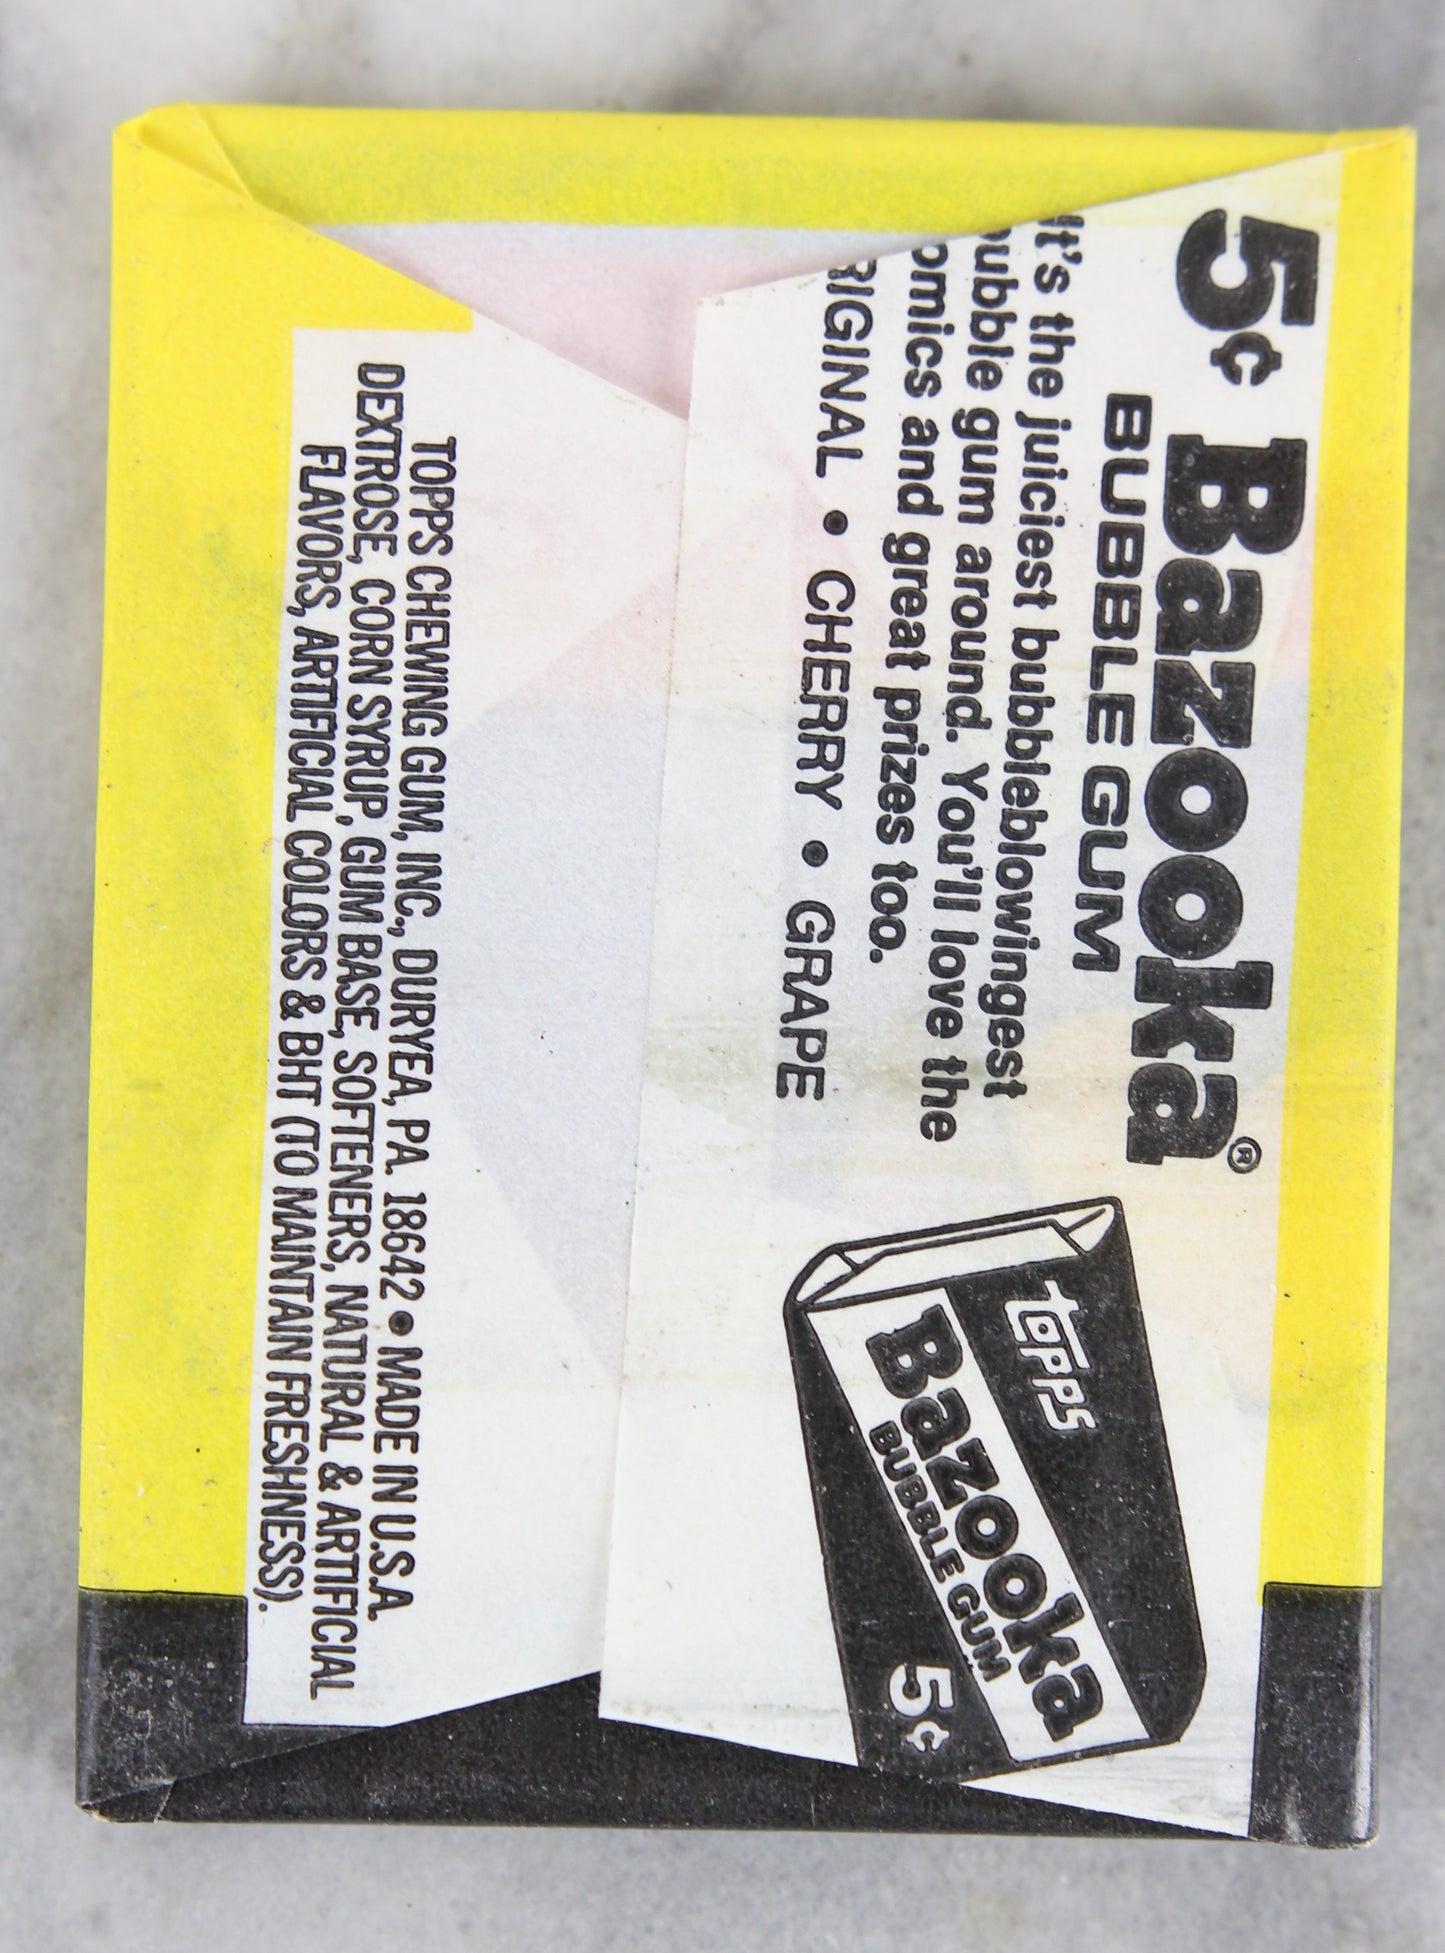 5¢ Bazooka®
BUBBLE GUM
It's the juiciest bubbleblowingest
bubble gum around. You'll love the
omics and great prizes too.
RIGINAL • CHERRY • GRAPE
TOPPS
Bazooka
BUBBLE GUM
5¢
TOPPS CHEWING GUM, INC., DURYEA, PA. 18642 • MADE IN U.S.A.
DEXTROSE, CORN SYRUP, GUM BASE, SOFTENERS, NATURAL & ARTIFICIAL
FLAVORS, ARTIFICIAL COLORS & BHT (TO MAINTAIN FRESHNESS).